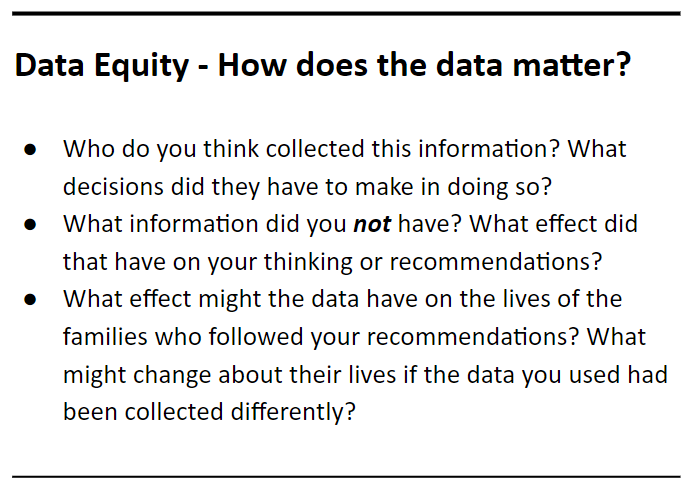 Data Equity - How does the data matter?
● Who do you think collected this information? What
decisions did they have to make in doing so?
● What information did you not have? What effect did
that have on your thinking or recommendations?
● What effect might the data have on the lives of the
families who followed your recommendations? What
might change about their lives if the data you used had
been collected differently?